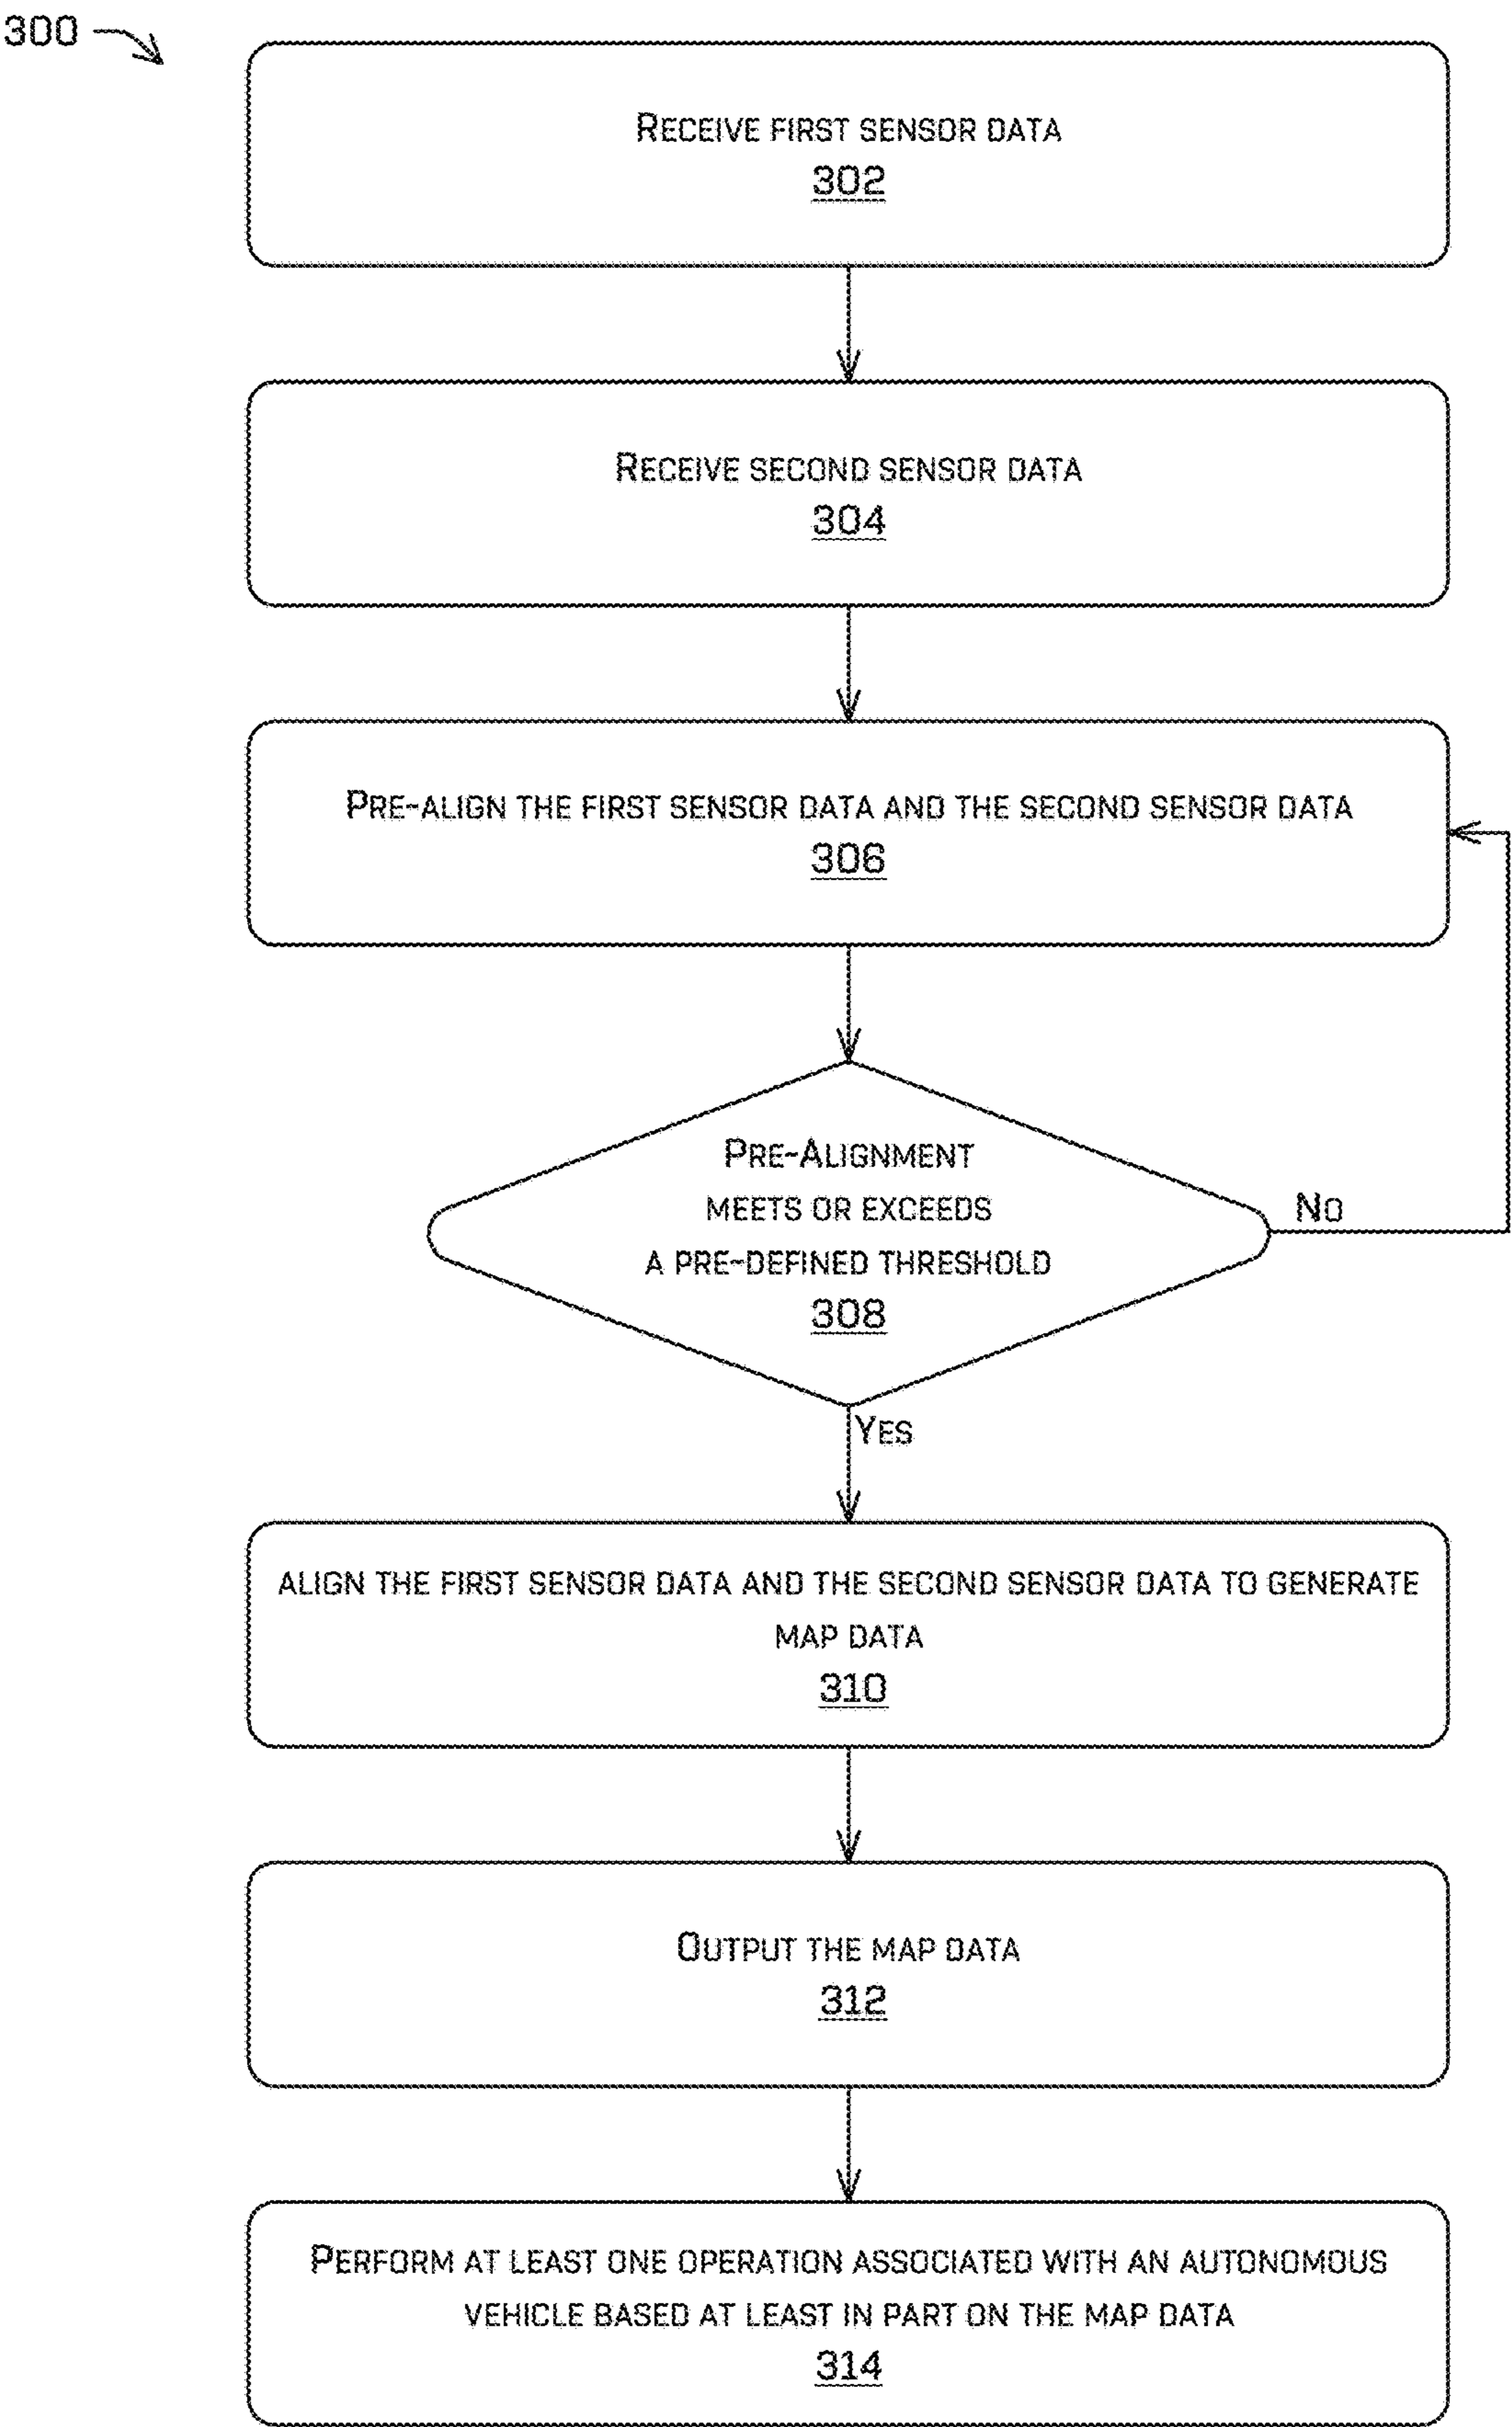 300
Receive first sensor data
302
Receive second sensor data
304
Pre-align the first sensor data and the second sensor data
306
Pre-Alignment
meets or exceeds
a pre-defined threshold
308
No
Yes
align the first sensor data and the second sensor data to generate
map data
310
Output the map data
312
Perform at least one operation associated with an autonomous
vehicle based at least in part on the map data
314